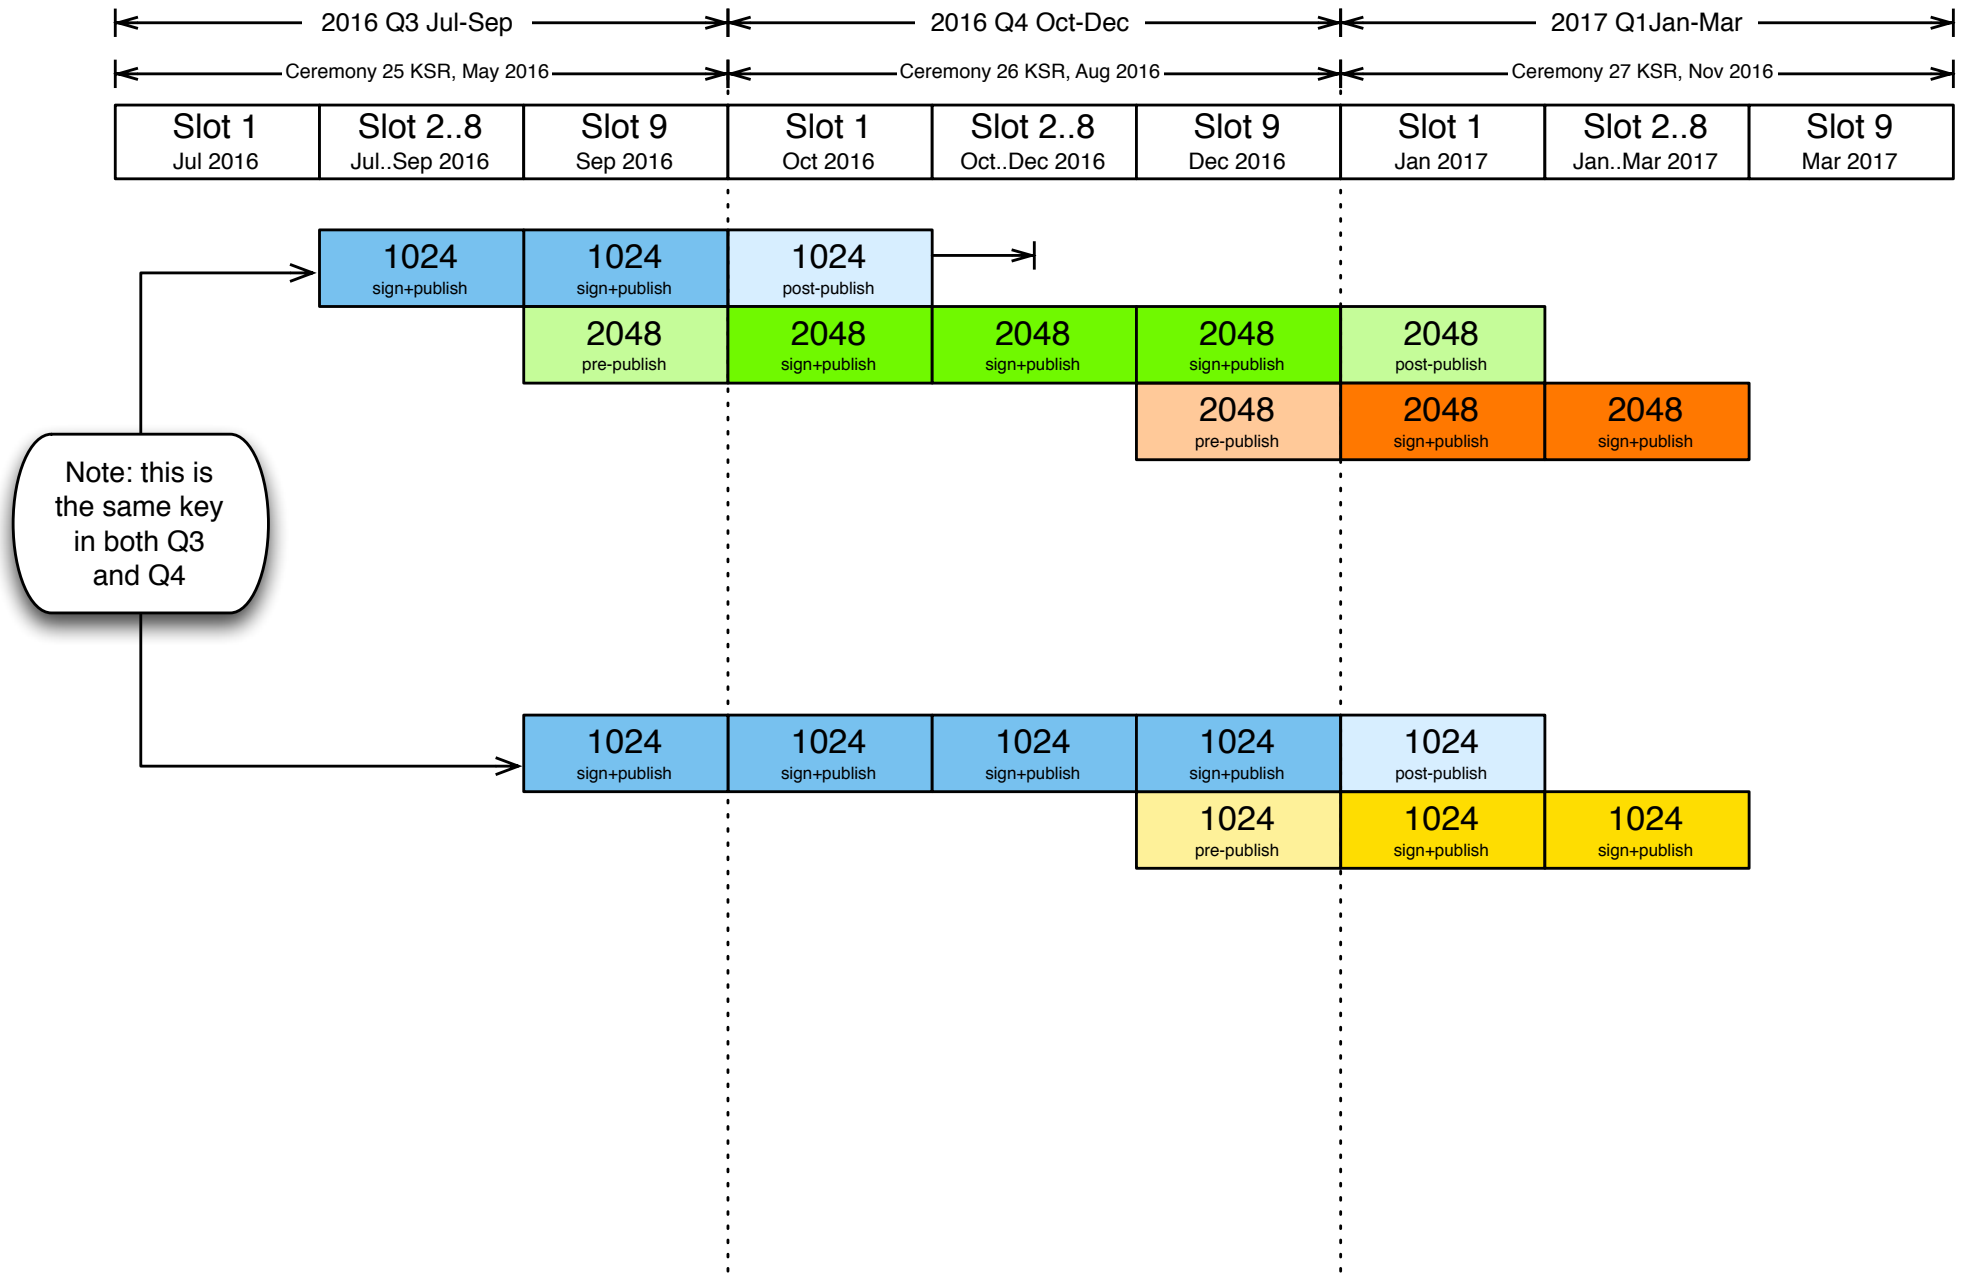 2016 Q3 Jul-Sep
2016 Q4 Oct-Dec
2017 Q1Jan-Mar
Ceremony 25 KSR, May 2016
Ceremony 26 KSR, Aug 2016
Ceremony 27 KSR, Nov 2016
Slot 1
Jul 2016
Slot 2..8
Jul..Sep 2016
Slot 9
Sep 2016
Slot 1
Oct 2016
Slot 2..8
Oct..Dec 2016
Slot 9
Dec 2016
Slot 1
Jan 2017
Slot 2..8
Jan..Mar 2017
Slot 9
Mar 2017
1024
sign+publish
1024
sign+publish
1024
post-publish
2048
pre-publish
2048
sign+publish
2048
sign+publish
2048
sign+publish
2048
post-publish
2048
pre-publish
2048
sign+publish
2048
sign+publish
Note: this is
the same key
in both Q3
and Q4
1024
sign+publish
1024
sign+publish
1024
sign+publish
1024
sign+publish
1024
post-publish
1024
pre-publish
1024
sign+publish
1024
sign+publish